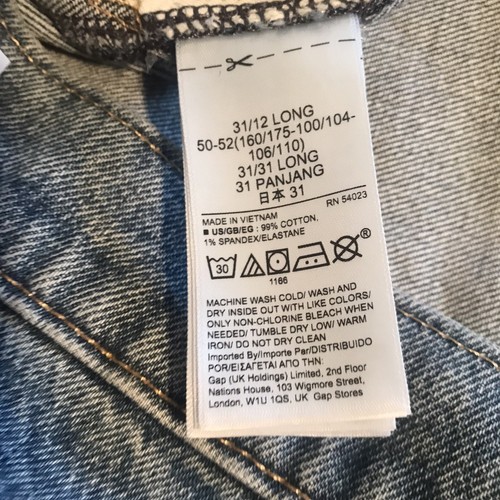 31/12 LONG
50-52(160/175-100/104-
106/110)
31/31 LONG
31 PANJANG
日本 31
RN 54023
MADE IN VIETNAM
■ US/GB/EG : 99% COTTON,
1% SPANDEX/ELASTANE
30
®
1166
MACHINE WASH COLD/ WASH AND
DRY INSIDE OUT WITH LIKE COLORS/
ONLY NON-CHLORINE BLEACH WHEN
NEEDED/ TUMBLE DRY LOW/ WARM
IRON/ DO NOT DRY CLEAN
Imported By/Importe Par/DISTRIBUIDO
POR/ΕΙΣΑΓΕΤΑΙ ΑΠΟ ΤΗΝ:
Gap (UK Holdings) Limited, 2nd Floor
Nations House, 103 Wigmore Street,
London, W1U 1QS, UK Gap Stores